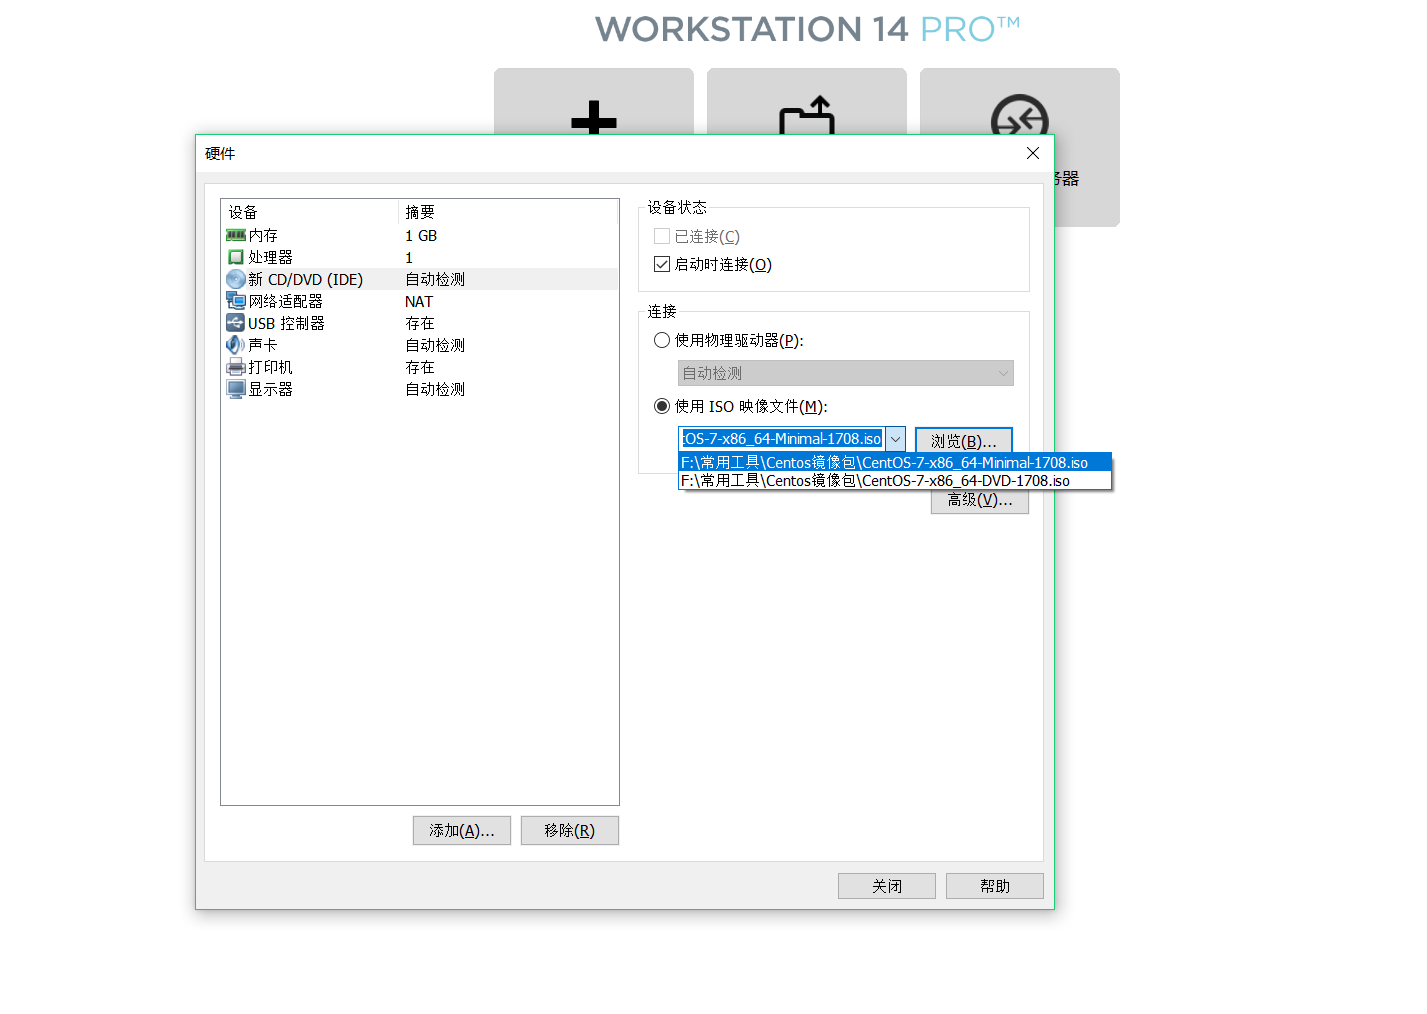 WORKSTATION 14 PRO™
务器
硬件
设备 摘要
内存 1 GB
处理器 1
新 CD/DVD (IDE) 自动检测
网络适配器 NAT
USB 控制器 存在
声卡 自动检测
打印机 存在
显示器 自动检测
添加(A)... 移除(R)
设备状态
已连接(C)
启动时连接(O)
连接
使用物理驱动器(P):
自动检测
使用 ISO 映像文件(M):
tOS-7-x86_64-Minimal-1708.iso 浏览(B)...
F:\常用工具\Centos镜像包\CentOS-7-x86_64-Minimal-1708.iso
F:\常用工具\Centos镜像包\CentOS-7-x86_64-DVD-1708.iso
高级(V)...
关闭 帮助